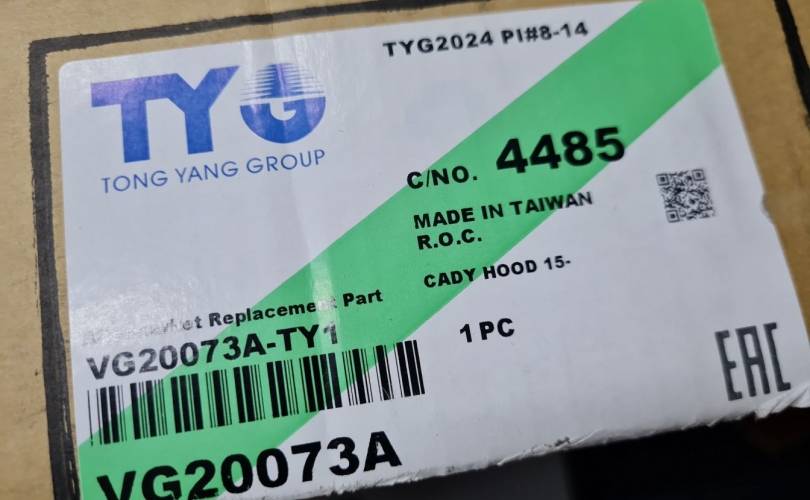 TYG2024 PI#8-14
TYG
TONG YANG GROUP
C/NO. 4485
MADE IN TAIWAN
R.O.C.
CADY HOOD 15-
Replacement Part
VG20073A-TY1
1 PC
EAC
VG20073A